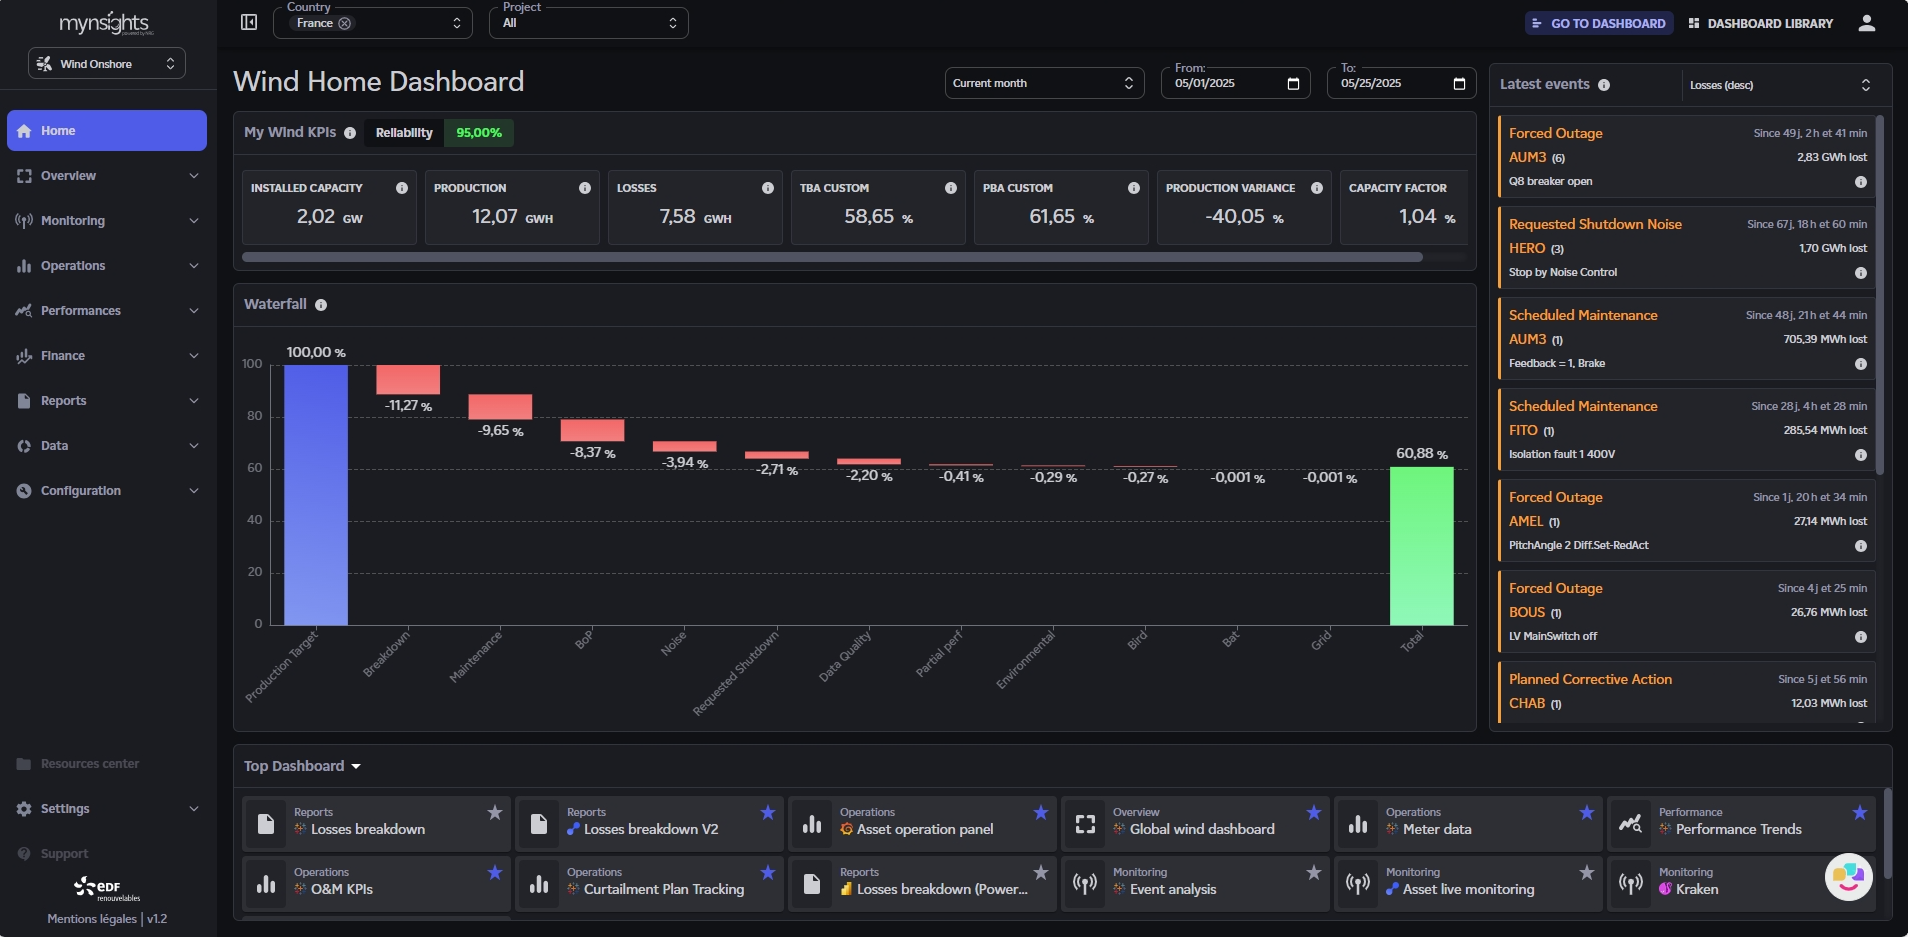 mynsights
Wind Onshore
Home
Overview
Monitoring
Operations
Performances
Finance
Reports
Data
Configuration
Resources center
Settings
Support
eDF
renouvelables
Mentions légales | v1.2
Country
France
Project
All
GO TO DASHBOARD
DASHBOARD LIBRARY
Wind Home Dashboard
Current month
From:
05/01/2025
To:
05/25/2025
My Wind KPIs
Reliability
95,00%
INSTALLED CAPACITY
2,02 GW
PRODUCTION
12,07 GWH
LOSSES
7,58 GWH
TBA CUSTOM
58,65 %
PBA CUSTOM
61,65 %
PRODUCTION VARIANCE
-40,05 %
CAPACITY FACTOR
1,04 %
Waterfall
100
80
60
40
20
0
100,00 %
-11,27 %
-9,65 %
-8,37 %
-3,94 %
-2,71 %
-2,20 %
-0,41 %
-0,29 %
-0,27 %
-0,001 %
-0,001 %
60,88 %
Production Target
Breakdown
Maintenance
BoP
Noise
Requested Shutdown
Data Quality
Partial perf
Environmental
Bird
Bat
Grid
Total
Latest events
Losses (desc)
Forced Outage
Since 49 j, 2 h et 41 min
AUM3 (6)
2,83 GWh lost
Q8 breaker open
Requested Shutdown Noise
Since 67 j, 18 h et 60 min
HERO (3)
1,70 GWh lost
Stop by Noise Control
Scheduled Maintenance
Since 48 j, 21 h et 44 min
AUM3 (1)
705,39 MWh lost
Feedback = 1, Brake
Scheduled Maintenance
Since 28 j, 4 h et 28 min
FITO (1)
285,54 MWh lost
Isolation fault 1 400V
Forced Outage
Since 1 j, 20 h et 34 min
AMEL (1)
27,14 MWh lost
PitchAngle 2 Diff.Set-RedAct
Forced Outage
Since 4 j et 25 min
BOUS (1)
26,76 MWh lost
LV MainSwitch off
Planned Corrective Action
Since 5 j et 56 min
CHAB (1)
12,03 MWh lost
Top Dashboard
Reports
Losses breakdown
Reports
Losses breakdown V2
Operations
Asset operation panel
Overview
Global wind dashboard
Operations
Meter data
Performance
Performance Trends
Operations
O&M KPIs
Operations
Curtailment Plan Tracking
Reports
Losses breakdown (Power...
Monitoring
Event analysis
Monitoring
Asset live monitoring
Monitoring
Kraken